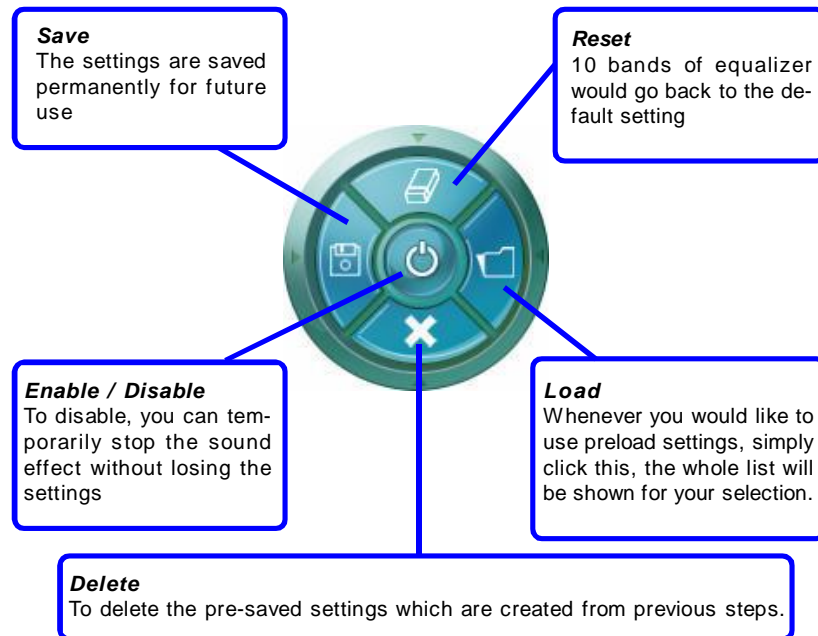 Save
The settings are saved
permanently for future
use
Reset
10 bands of equalizer
would go back to the de-
fault setting
Enable / Disable
To disable, you can tem-
porarily stop the sound
effect without losing the
settings
Load
Whenever you would like to
use preload settings, simply
click this, the whole list will
be shown for your selection.
Delete
To delete the pre-saved settings which are created from previous steps.